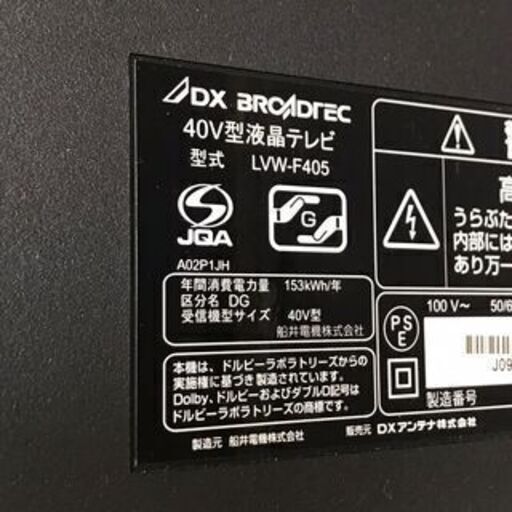 DX BROADTEC
40V型液晶テレビ
型式 LVW-F405
JQA
G
A02P1JH
年間消費電力量 153kWh/年
区分名 DG
受信機型サイズ 40V型
船井電機株式会社
本機は、ドルビーラボラトリーズからの
実施権に基づき製造されています。
Dolby、ドルビーおよびダブルD記号は
ドルビーラボラトリーズの商標です。
製造元 船井電機株式会社
販売元 DXアンテナ株式会社
高
うらぶた
内部には
あり万一
100 V~ 50/6
PSE
J09
製造番号